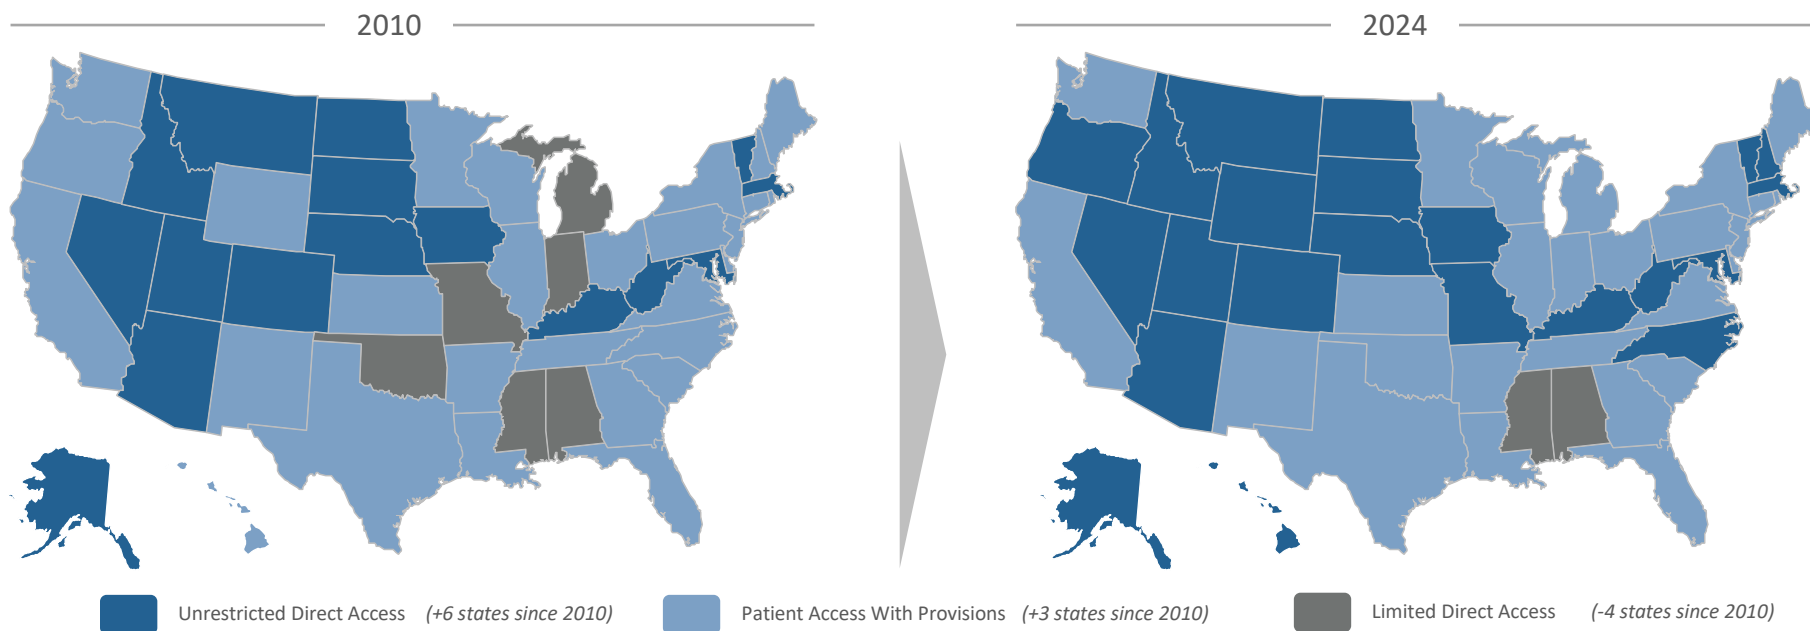 2010
2024
Unrestricted Direct Access (+6 states since 2010)
Patient Access With Provisions (+3 states since 2010)
Limited Direct Access (-4 states since 2010)